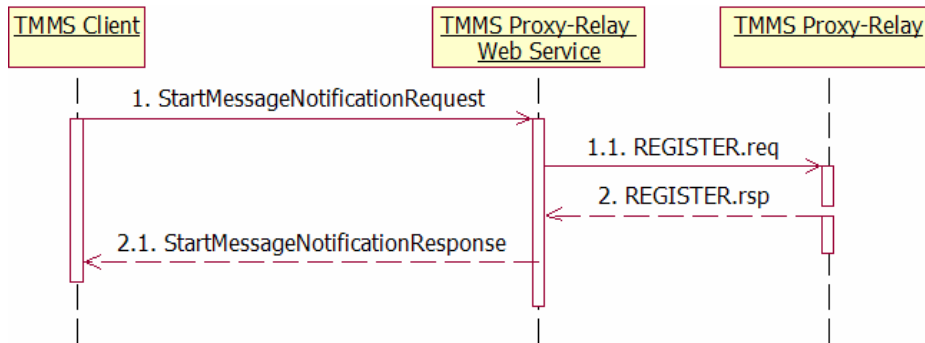 TMMS Client
TMMS Proxy-Relay
Web Service
TMMS Proxy-Relay
1. StartMessageNotificationRequest
1.1. REGISTER.req
2. REGISTER.rsp
2.1. StartMessageNotificationResponse